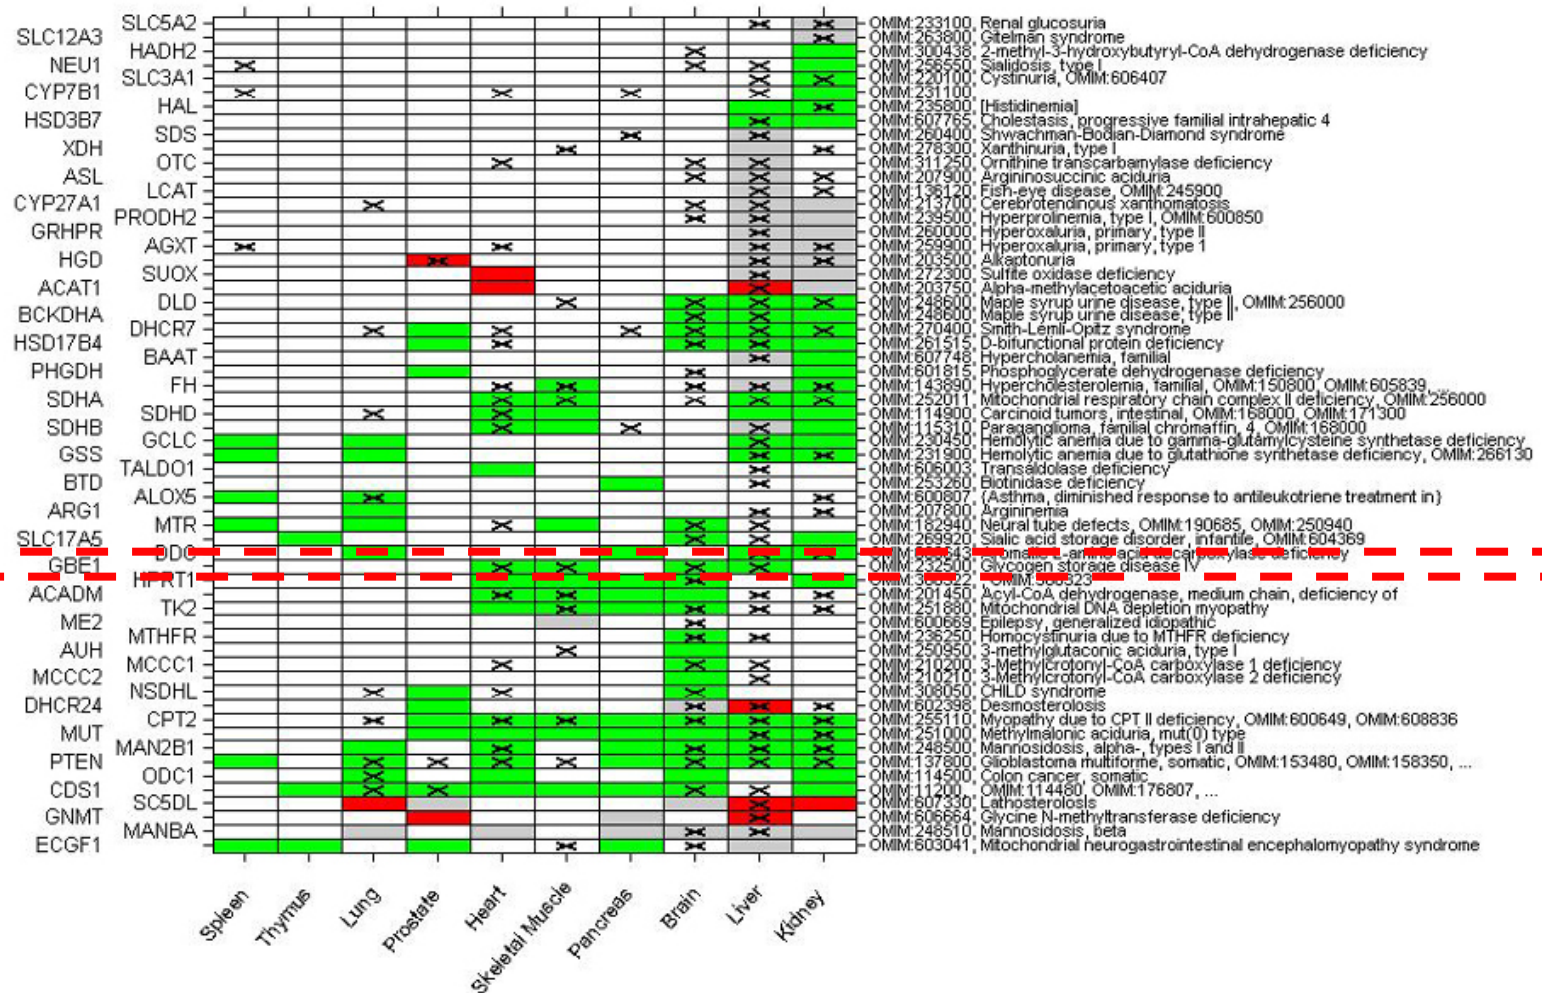 SLC5A2 OMIM:233100, Renal glucosuria
SLC12A3 OMIM:263800, Gitelman syndrome
HADH2 OMIM:300438, 2-methyl-3-hydroxybutyryl-CoA dehydrogenase deficiency
NEU1 OMIM:256550, Sialidosis, type I
SLC3A1 OMIM:220100, Cystinuria, OMIM:606407
CYP7B1 OMIM:231100,
HAL OMIM:235800, [Histidinemia]
HSD3B7 OMIM:607765, Cholestasis, progressive familial intrahepatic 4
SDS OMIM:260400, Shwachman-Bodian-Diamond syndrome
XDH OMIM:278300, Xanthinuria, type I
OTC OMIM:311250, Ornithine transcarbamylase deficiency
ASL OMIM:207900, Argininosuccinic aciduria
LCAT OMIM:136120, Fish-eye disease, OMIM:245900
CYP27A1 OMIM:213700, Cerebrotendinous xanthomatosis
PRODH2 OMIM:239500, Hyperprolinemia, type I, OMIM:600850
GRHPR OMIM:260000, Hyperoxaluria, primary, type II
AGXT OMIM:259900, Hyperoxaluria, primary, type 1
HGD OMIM:203500, Alkaptonuria
SUOX OMIM:272300, Sulfite oxidase deficiency
ACAT1 OMIM:203750, Alpha-methylacetoacetic aciduria
DLD OMIM:248600, Maple syrup urine disease, type II, OMIM:256000
BCKDHA OMIM:248600, Maple syrup urine disease, type II
DHCR7 OMIM:270400, Smith-Lemli-Opitz syndrome
HSD17B4 OMIM:261515, D-bifunctional protein deficiency
BAAT OMIM:607748, Hypercholanemia, familial
PHGDH OMIM:601815, Phosphoglycerate dehydrogenase deficiency
FH OMIM:143890, Hypercholesterolemia, familial, OMIM:150800, OMIM:605839, ...
SDHA OMIM:252011, Mitochondrial respiratory chain complex II deficiency, OMIM:256000
SDHD OMIM:114900, Carcinoid tumors, intestinal, OMIM:168000, OMIM:171300
SDHB OMIM:115310, Paraganglioma, familial chromaffin, 4, OMIM:168000
GCLC OMIM:230450, Hemolytic anemia due to gamma-glutamylcysteine synthetase deficiency
GSS OMIM:231900, Hemolytic anemia due to glutathione synthetase deficiency, OMIM:266130
TALDO1 OMIM:606003, Transaldolase deficiency
BTD OMIM:253260, Biotinidase deficiency
ALOX5 OMIM:600807, {Asthma, diminished response to antileukotriene treatment in}
ARG1 OMIM:207800, Argininemia
MTR OMIM:182940, Neural tube defects, OMIM:190685, OMIM:250940
SLC17A5 OMIM:269920, Sialic acid storage disorder, infantile, OMIM:604369
DDC Aromatic L-amino acid decarboxylase deficiency
GBE1 OMIM:232500, Glycogen storage disease IV
HPRT1
ACADM OMIM:201450, Acyl-CoA dehydrogenase, medium chain, deficiency of
TK2 OMIM:251880, Mitochondrial DNA depletion myopathy
ME2 OMIM:600669, Epilepsy, generalized idiopathic
MTHFR OMIM:236250, Homocystinuria due to MTHFR deficiency
AUH OMIM:250950, 3-methylglutaconic aciduria, type I
MCCC1 OMIM:210200, 3-Methylcrotonyl-CoA carboxylase 1 deficiency
MCCC2 OMIM:210210, 3-Methylcrotonyl-CoA carboxylase 2 deficiency
NSDHL OMIM:308050, CHILD syndrome
DHCR24 OMIM:602398, Desmosterolosis
CPT2 OMIM:255110, Myopathy due to CPT II deficiency, OMIM:600649, OMIM:608836
MUT OMIM:251000, Methylmalonic aciduria, mut(0) type
MAN2B1 OMIM:248500, Mannosidosis, alpha-, types I and II
PTEN OMIM:137800, Glioblastoma multiforme, somatic, OMIM:153480, OMIM:158350, ...
ODC1 OMIM:114500, Colon cancer, somatic
CDS1 OMIM:11200, , OMIM:114480, OMIM:176807, ...
SC5DL OMIM:607330, Lathosterolosis
GNMT OMIM:606664, Glycine N-methyltransferase deficiency
MANBA OMIM:248510, Mannosidosis, beta
ECGF1 OMIM:603041, Mitochondrial neurogastrointestinal encephalomyopathy syndrome
Spleen
Thymus
Lung
Prostate
Heart
Skeletal Muscle
Pancreas
Brain
Liver
Kidney